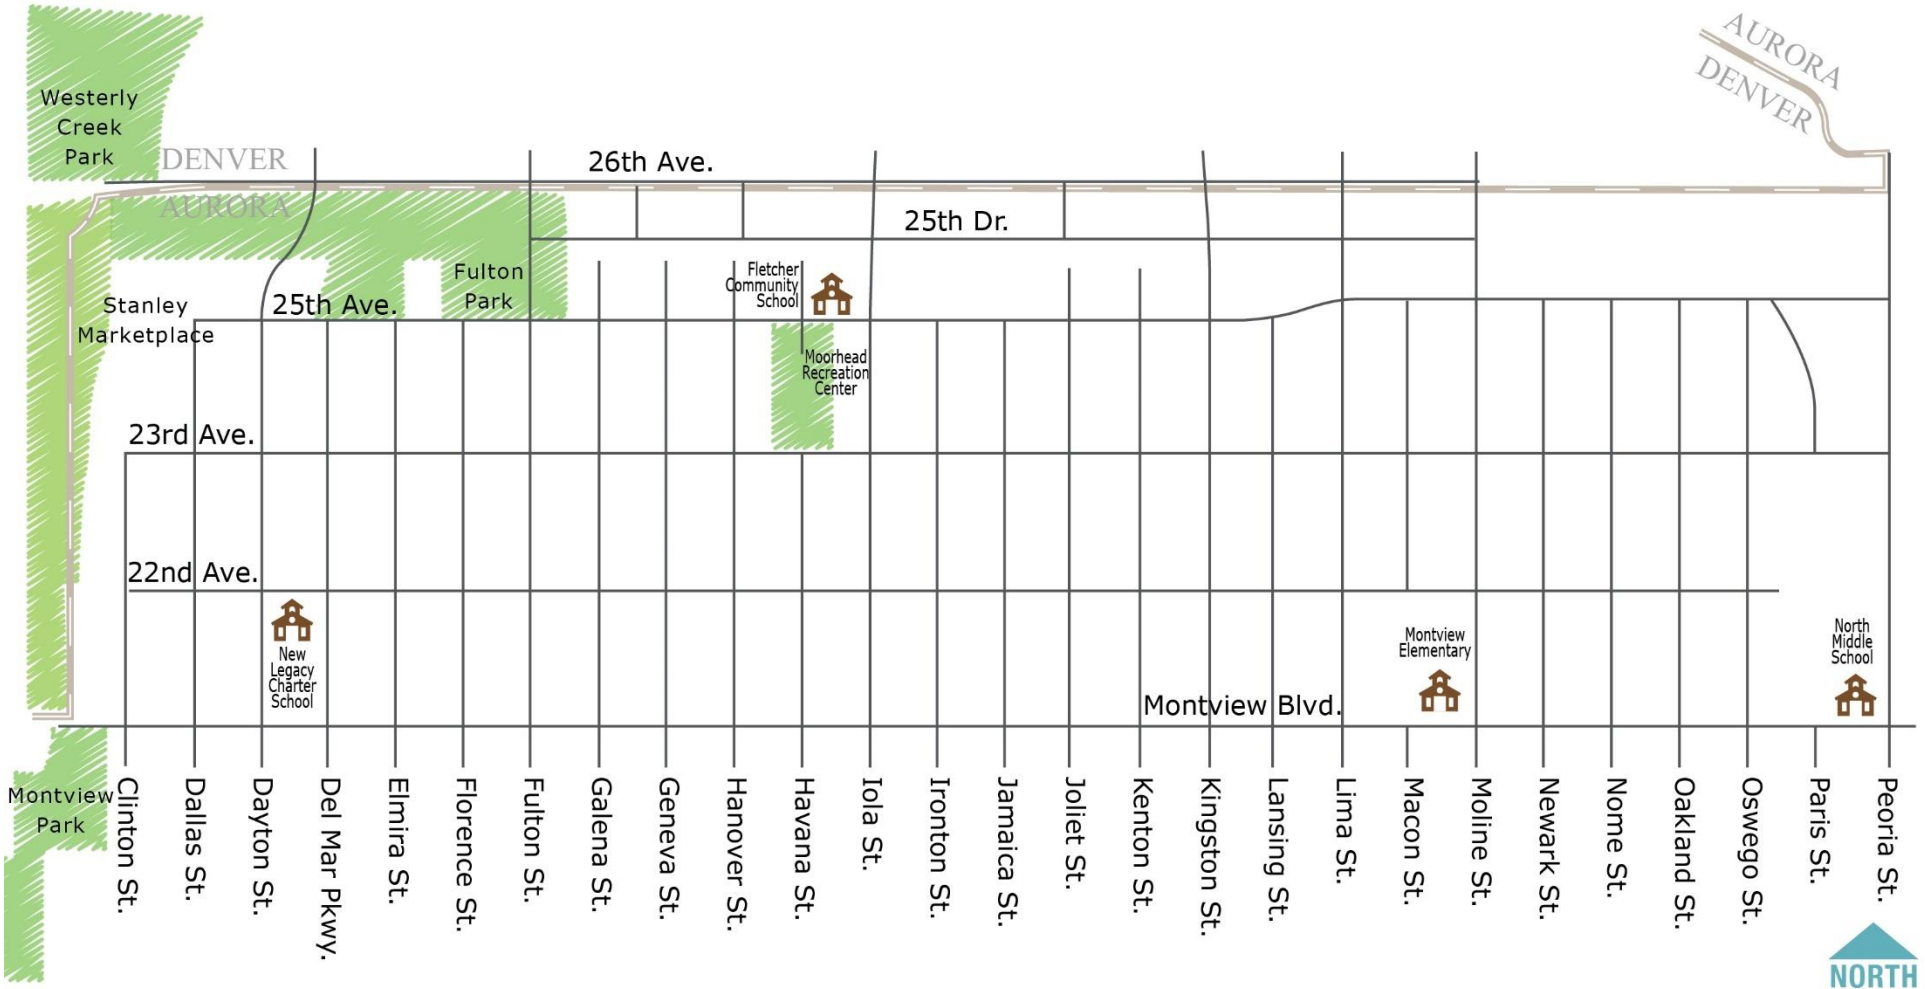 AURORA
DENVER
Westerly
Creek
Park
DENVER
26th Ave.
AURORA
25th Dr.
Fletcher
Community
School
Fulton
Park
Stanley
Marketplace
25th Ave.
Moorhead
Recreation
Center
23rd Ave.
22nd Ave.
New
Legacy
Charter
School
Montview
Elementary
North
Middle
School
Montview Blvd.
Montview
Park
Clinton St.
Dallas St.
Dayton St.
Del Mar Pkwy.
Elmira St.
Florence St.
Fulton St.
Galena St.
Geneva St.
Hanover St.
Havana St.
Iola St.
Ironton St.
Jamaica St.
Joliet St.
Kenton St.
Kingston St.
Lansing St.
Lima St.
Macon St.
Moline St.
Newark St.
Nome St.
Oakland St.
Oswego St.
Paris St.
Peoria St.
NORTH